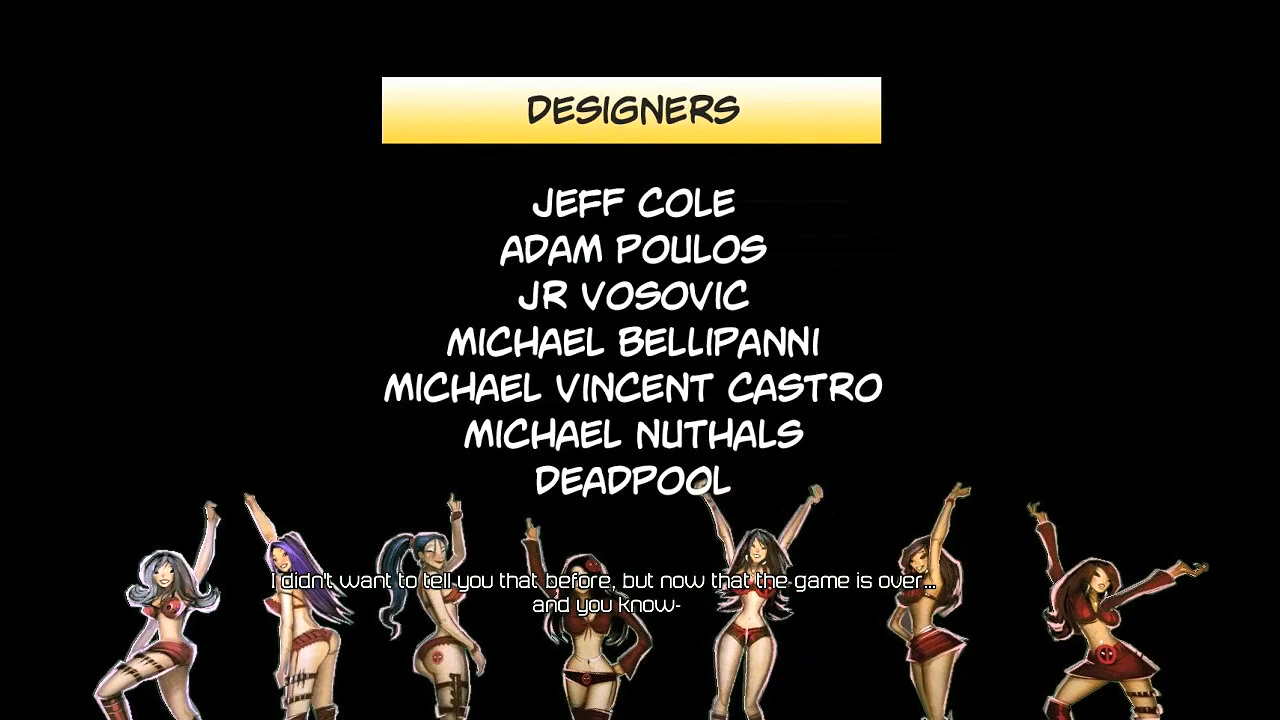 DESIGNERS
JEFF COLE
ADAM POULOS
JR VOSOVIC
MICHAEL BELLIPANNI
MICHAEL VINCENT CASTRO
MICHAEL NUTHALS
DEADPOOL
I didn't want to tell you that before, but now that the game is over...
and you know-